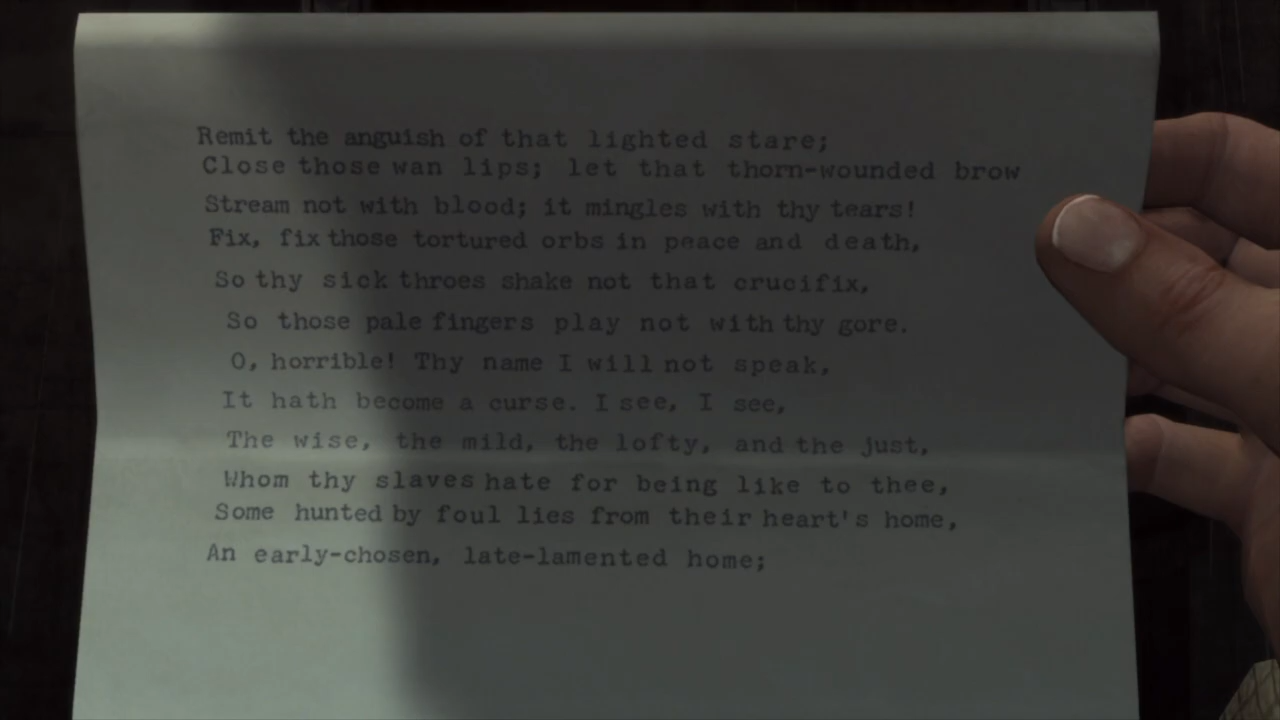 Remit the anguish of that lighted stare;
Close those wan lips; let that thorn-wounded brow
Stream not with blood; it mingles with thy tears!
Fix, fix those tortured orbs in peace and death,
So thy sick throes shake not that crucifix,
So those pale fingers play not with thy gore.
O, horrible! Thy name I will not speak,
It hath become a curse. I see, I see,
The wise, the mild, the lofty, and the just,
Whom thy slaves hate for being like to thee,
Some hunted by foul lies from their heart's home,
An early-chosen, late-lamented home;